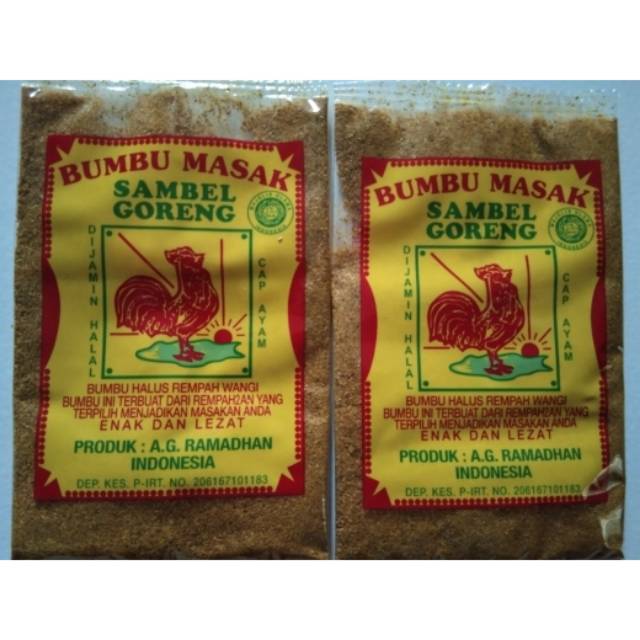 BUMBU MASAK
SAMBEL
GORENG
DIJAMIN HALAL
CAP AYAM
BUMBU HALUS REMPAH WANGI
BUMBU INI TERBUAT DARI REMPAH2AN YANG
TERPILIH MENJADIKAN MASAKAN ANDA
ENAK DAN LEZAT
PRODUK : A.G. RAMADHAN
INDONESIA
DEP. KES. P-IRT. NO. 206167101183
BUMBU MASAK
SAMBEL
GORENG
DIJAMIN HALAL
CAP AYAM
BUMBU HALUS REMPAH WANGI
BUMBU INI TERBUAT DARI REMPAH2AN YANG
TERPILIH MENJADIKAN MASAKAN ANDA
ENAK DAN LEZAT
PRODUK : A.G. RAMADHAN
INDONESIA
DEP. KES. P-IRT. NO. 206167101183